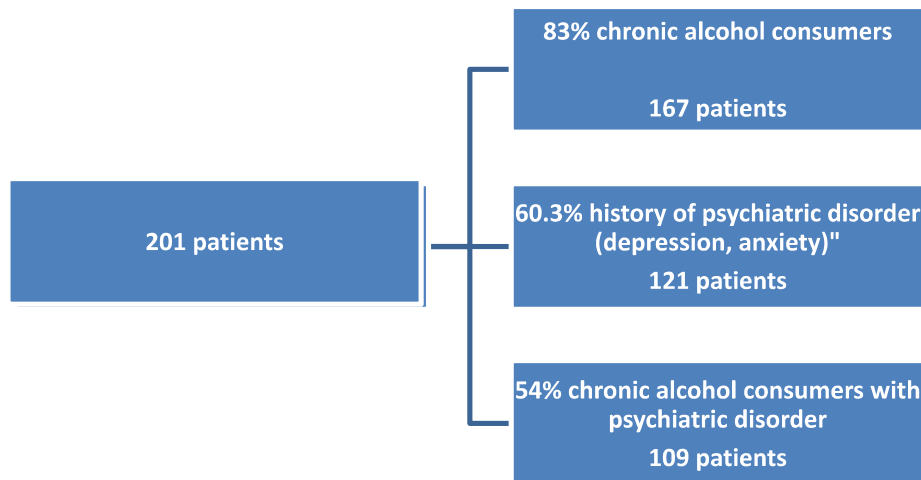 201 patients
83% chronic alcohol consumers
167 patients
60.3% history of psychiatric disorder
(depression, anxiety)"
121 patients
54% chronic alcohol consumers with
psychiatric disorder
109 patients